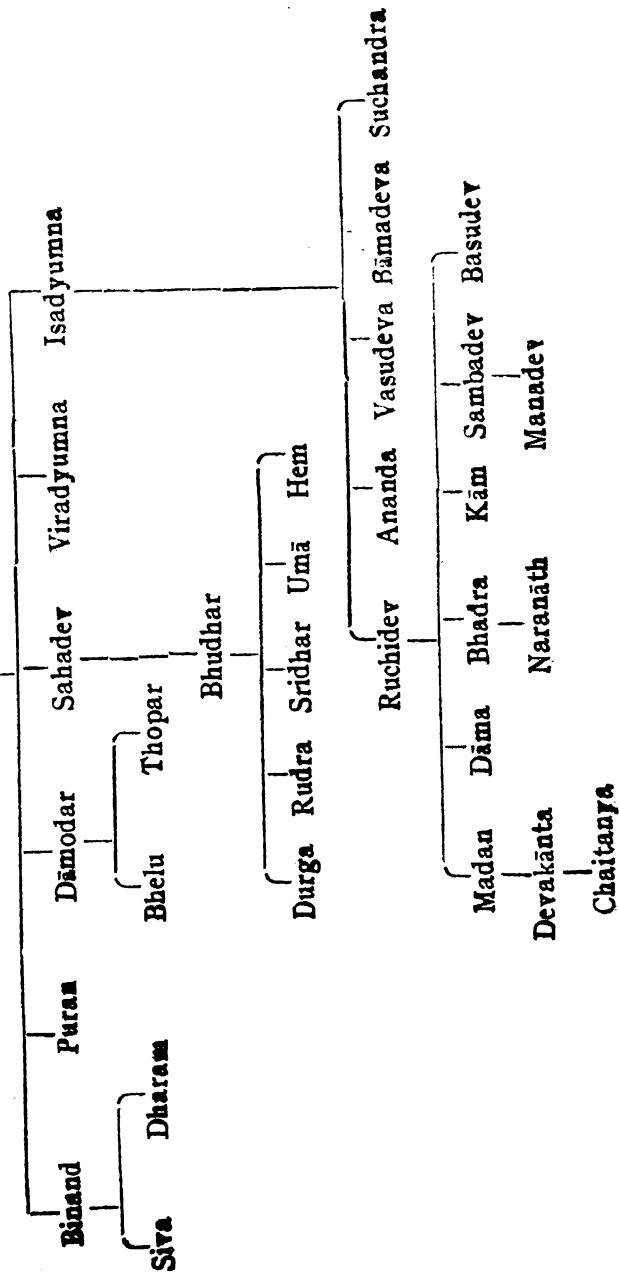 Binand Puran Dāmodar Sahadev Viradyumna Isadyumna
Siva Dharam Bhelu Thopar
Bhudhar
Durga Rudra Sridhar Umā Hem
Ruchidev Ananda Vasudeva Bāmadeva Suchandra
Madan Dāma Bhadra Kām Sambadev Basudev
Devakānta Naranāth Manadev
Chaitanya